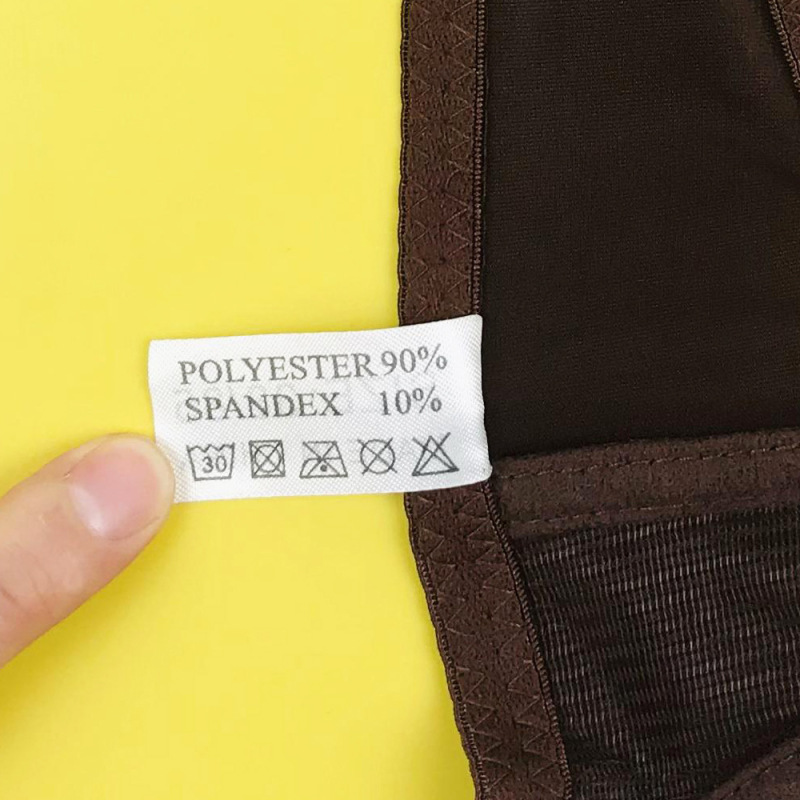 POLYESTER 90%
SPANDEX 10%
30